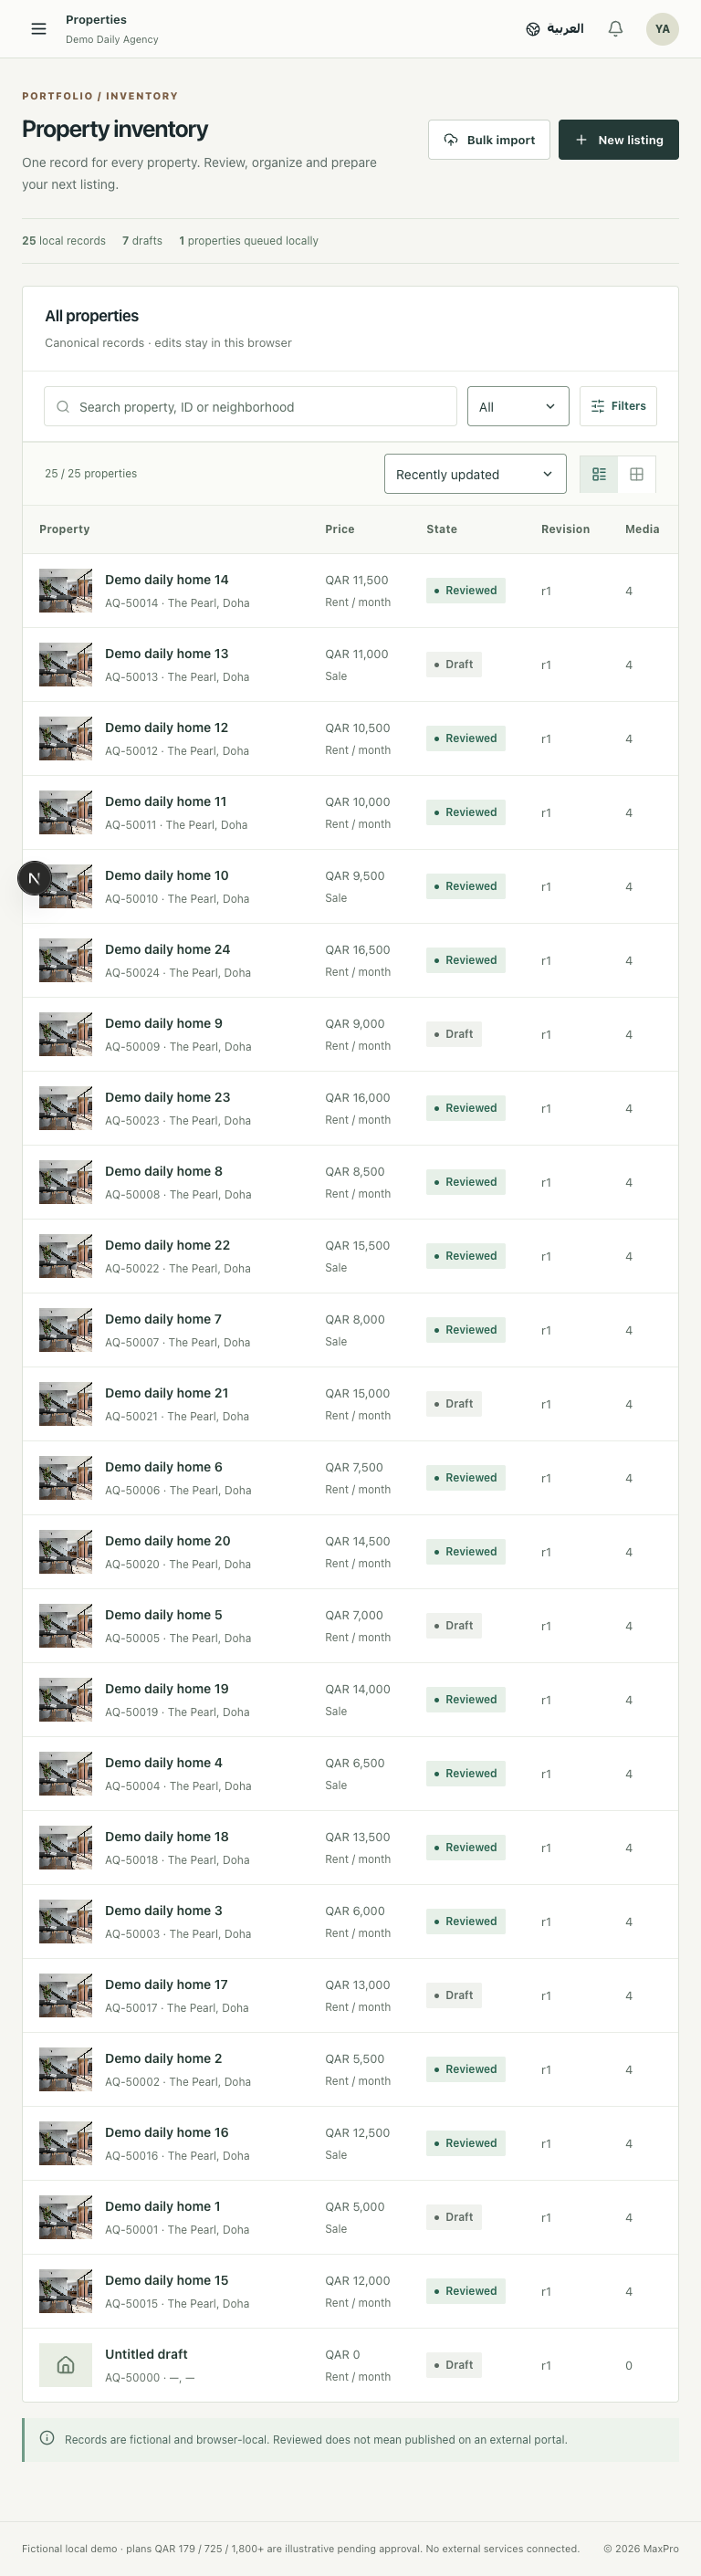 Properties
Demo Daily Agency
العربية
YA
PORTFOLIO / INVENTORY
Property inventory
One record for every property. Review, organize and prepare
your next listing.
Bulk import
New listing
25 local records 7 drafts 1 properties queued locally
All properties
Canonical records · edits stay in this browser
Search property, ID or neighborhood
All
Filters
25 / 25 properties
Recently updated
Property Price State Revision Media
Demo daily home 14 QAR 11,500 Reviewed r1 4
AQ-50014 · The Pearl, Doha Rent / month
Demo daily home 13 QAR 11,000 Draft r1 4
AQ-50013 · The Pearl, Doha Sale
Demo daily home 12 QAR 10,500 Reviewed r1 4
AQ-50012 · The Pearl, Doha Rent / month
Demo daily home 11 QAR 10,000 Reviewed r1 4
AQ-50011 · The Pearl, Doha Rent / month
N
Demo daily home 10 QAR 9,500 Reviewed r1 4
AQ-50010 · The Pearl, Doha Sale
Demo daily home 24 QAR 16,500 Reviewed r1 4
AQ-50024 · The Pearl, Doha Rent / month
Demo daily home 9 QAR 9,000 Draft r1 4
AQ-50009 · The Pearl, Doha Rent / month
Demo daily home 23 QAR 16,000 Reviewed r1 4
AQ-50023 · The Pearl, Doha Rent / month
Demo daily home 8 QAR 8,500 Reviewed r1 4
AQ-50008 · The Pearl, Doha Rent / month
Demo daily home 22 QAR 15,500 Reviewed r1 4
AQ-50022 · The Pearl, Doha Sale
Demo daily home 7 QAR 8,000 Reviewed r1 4
AQ-50007 · The Pearl, Doha Sale
Demo daily home 21 QAR 15,000 Draft r1 4
AQ-50021 · The Pearl, Doha Rent / month
Demo daily home 6 QAR 7,500 Reviewed r1 4
AQ-50006 · The Pearl, Doha Rent / month
Demo daily home 20 QAR 14,500 Reviewed r1 4
AQ-50020 · The Pearl, Doha Rent / month
Demo daily home 5 QAR 7,000 Draft r1 4
AQ-50005 · The Pearl, Doha Rent / month
Demo daily home 19 QAR 14,000 Reviewed r1 4
AQ-50019 · The Pearl, Doha Sale
Demo daily home 4 QAR 6,500 Reviewed r1 4
AQ-50004 · The Pearl, Doha Sale
Demo daily home 18 QAR 13,500 Reviewed r1 4
AQ-50018 · The Pearl, Doha Rent / month
Demo daily home 3 QAR 6,000 Reviewed r1 4
AQ-50003 · The Pearl, Doha Rent / month
Demo daily home 17 QAR 13,000 Draft r1 4
AQ-50017 · The Pearl, Doha Rent / month
Demo daily home 2 QAR 5,500 Reviewed r1 4
AQ-50002 · The Pearl, Doha Rent / month
Demo daily home 16 QAR 12,500 Reviewed r1 4
AQ-50016 · The Pearl, Doha Sale
Demo daily home 1 QAR 5,000 Draft r1 4
AQ-50001 · The Pearl, Doha Sale
Demo daily home 15 QAR 12,000 Reviewed r1 4
AQ-50015 · The Pearl, Doha Rent / month
Untitled draft QAR 0 Draft r1 0
AQ-50000 · —, — Rent / month
Records are fictional and browser-local. Reviewed does not mean published on an external portal.
Fictional local demo · plans QAR 179 / 725 / 1,800+ are illustrative pending approval. No external services connected. © 2026 MaxPro